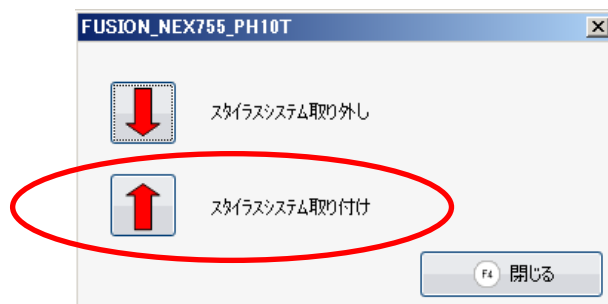 FUSION_NEX755_PH10T
スタイラスシステム取り外し
スタイラスシステム取り付け
F4 閉じる